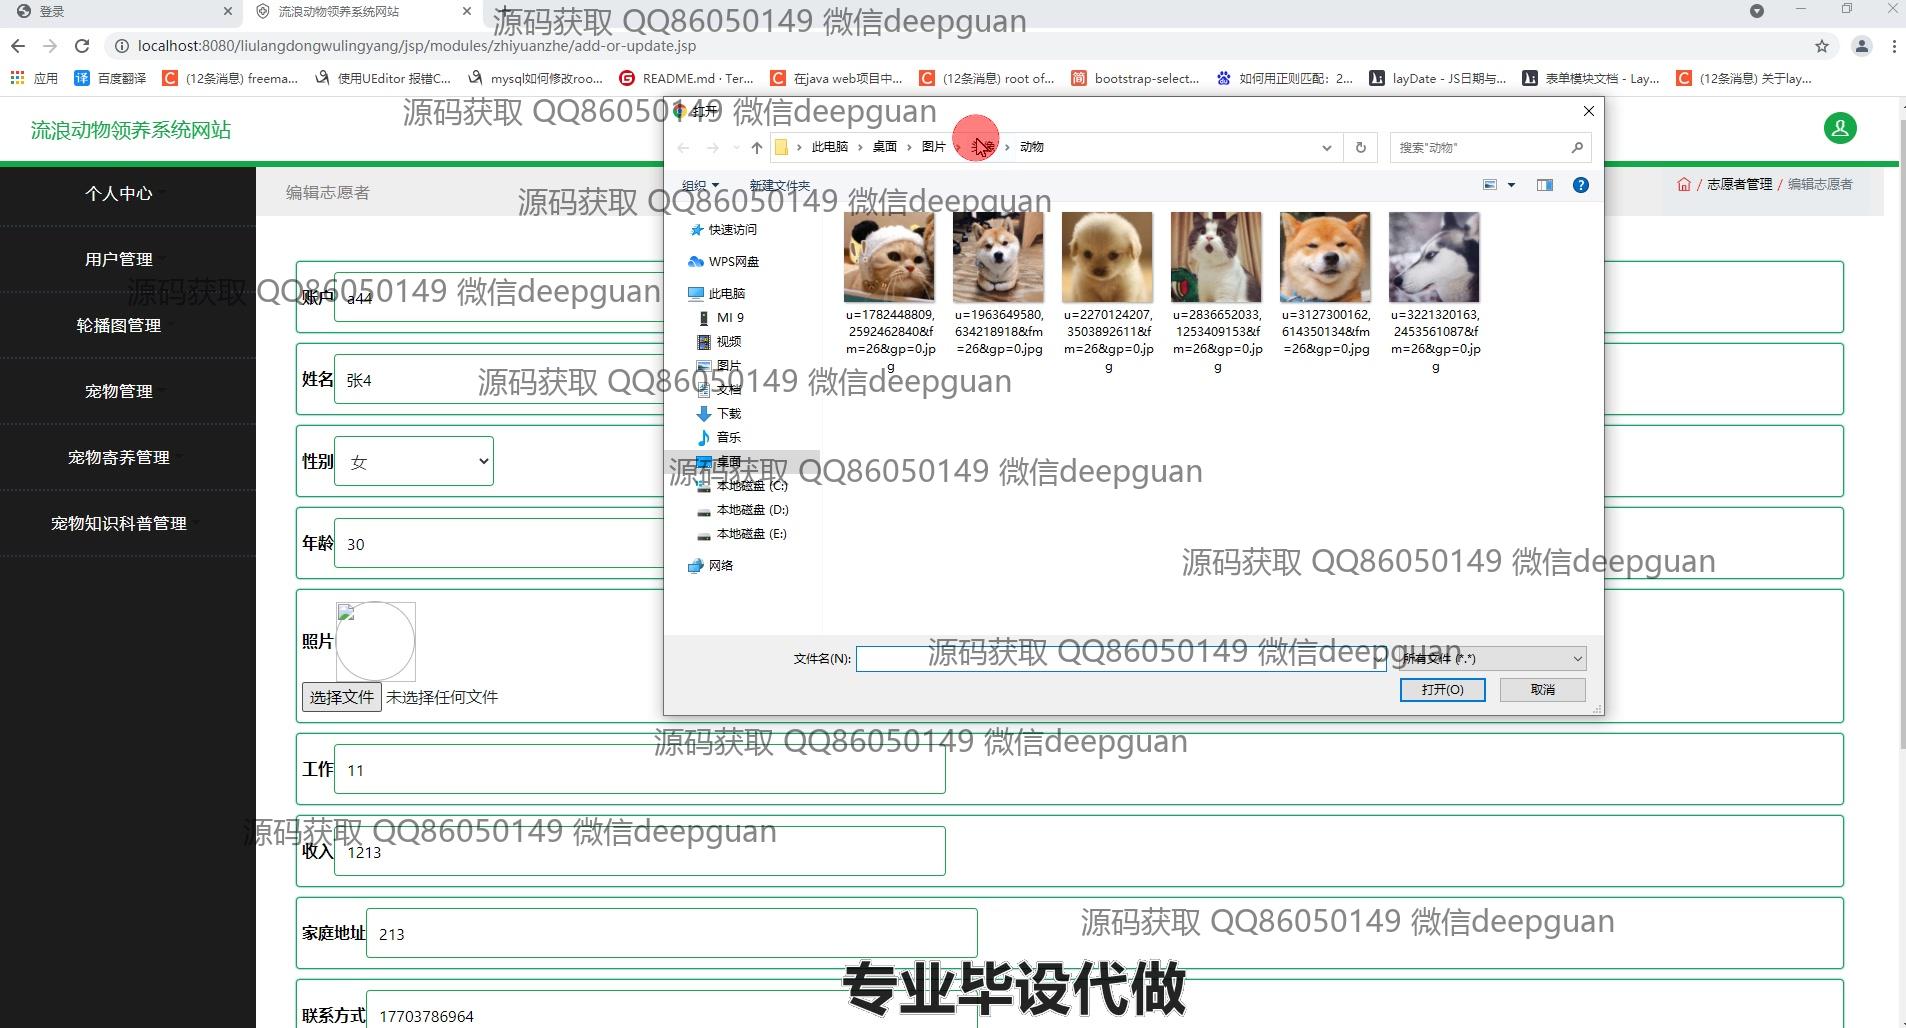 登录
流浪动物领养系统网站
源码获取 QQ86050149 微信deepguan
localhost:8080/liulangdongwulingyang/jsp/modules/zhiyuanzhe/add-or-update.jsp
应用
百度翻译
(12条消息) freema...
使用UEditor 报错C...
mysql如何修改roo...
README.md · Ter...
在java web项目中...
(12条消息) root of...
bootstrap-select...
如何用正则匹配：2...
layDate - JS日期与...
表单模块文档 - Lay...
(12条消息) 关于lay...
源码获取 QQ86050149 微信deepguan
打开
流浪动物领养系统网站
此电脑 › 桌面 › 图片 ›
› 动物
搜索"动物"
组织
新建文件夹
源码获取 QQ86050149 微信deepguan
个人中心
用户管理
轮播图管理
宠物管理
宠物寄养管理
宠物知识科普管理
编辑志愿者
/ 志愿者管理 / 编辑志愿者
快速访问
WPS网盘
此电脑
MI 9
视频
图片
文档
下载
音乐
桌面
本地磁盘 (C:)
本地磁盘 (D:)
本地磁盘 (E:)
网络
u=1782448809,
2592462840&f
m=26&gp=0.jp
g
u=1963649580,
634218918&fm
=26&gp=0.jpg
u=2270124207,
3503892611&f
m=26&gp=0.jp
g
u=2836652033,
1253409153&f
m=26&gp=0.jp
g
u=3127300162,
614350134&fm
=26&gp=0.jpg
u=3221320163,
2453561087&f
m=26&gp=0.jp
g
源码获取 QQ86050149 微信deepguan
账户 a44
姓名 张4
源码获取 QQ86050149 微信deepguan
性别 女
源码获取 QQ86050149 微信deepguan
年龄 30
源码获取 QQ86050149 微信deepguan
照片
选择文件 未选择任何文件
文件名(N):
所有文件 (*.*)
源码获取 QQ86050149 微信deepguan
打开(O)
取消
源码获取 QQ86050149 微信deepguan
工作 11
源码获取 QQ86050149 微信deepguan
收入 1213
源码获取 QQ86050149 微信deepguan
家庭地址 213
专业毕设代做
联系方式 17703786964